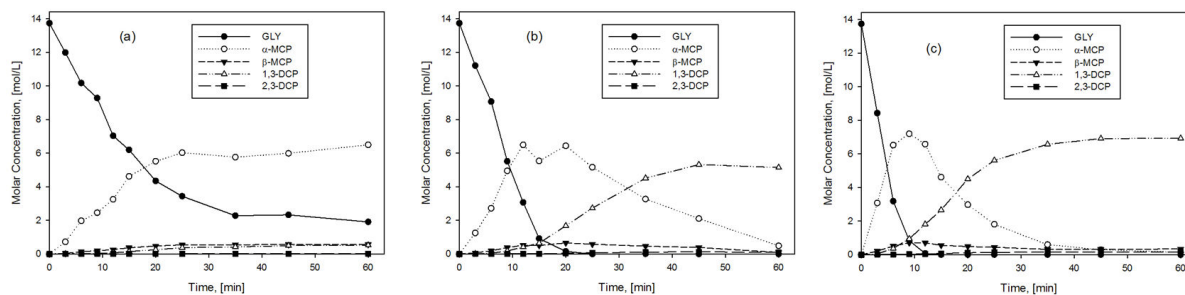 (a)
GLY
α-MCP
β-MCP
1,3-DCP
2,3-DCP
Molar Concentration, [mol/L]
14
12
10
8
6
4
2
0
0 10 20 30 40 50 60
Time, [min]
(b)
GLY
α-MCP
β-MCP
1,3-DCP
2,3-DCP
Molar Concentration, [mol/L]
14
12
10
8
6
4
2
0
0 10 20 30 40 50 60
Time, [min]
(c)
GLY
α-MCP
β-MCP
1,3-DCP
2,3-DCP
Molar Concentration, [mol/L]
14
12
10
8
6
4
2
0
0 10 20 30 40 50 60
Time, [min]